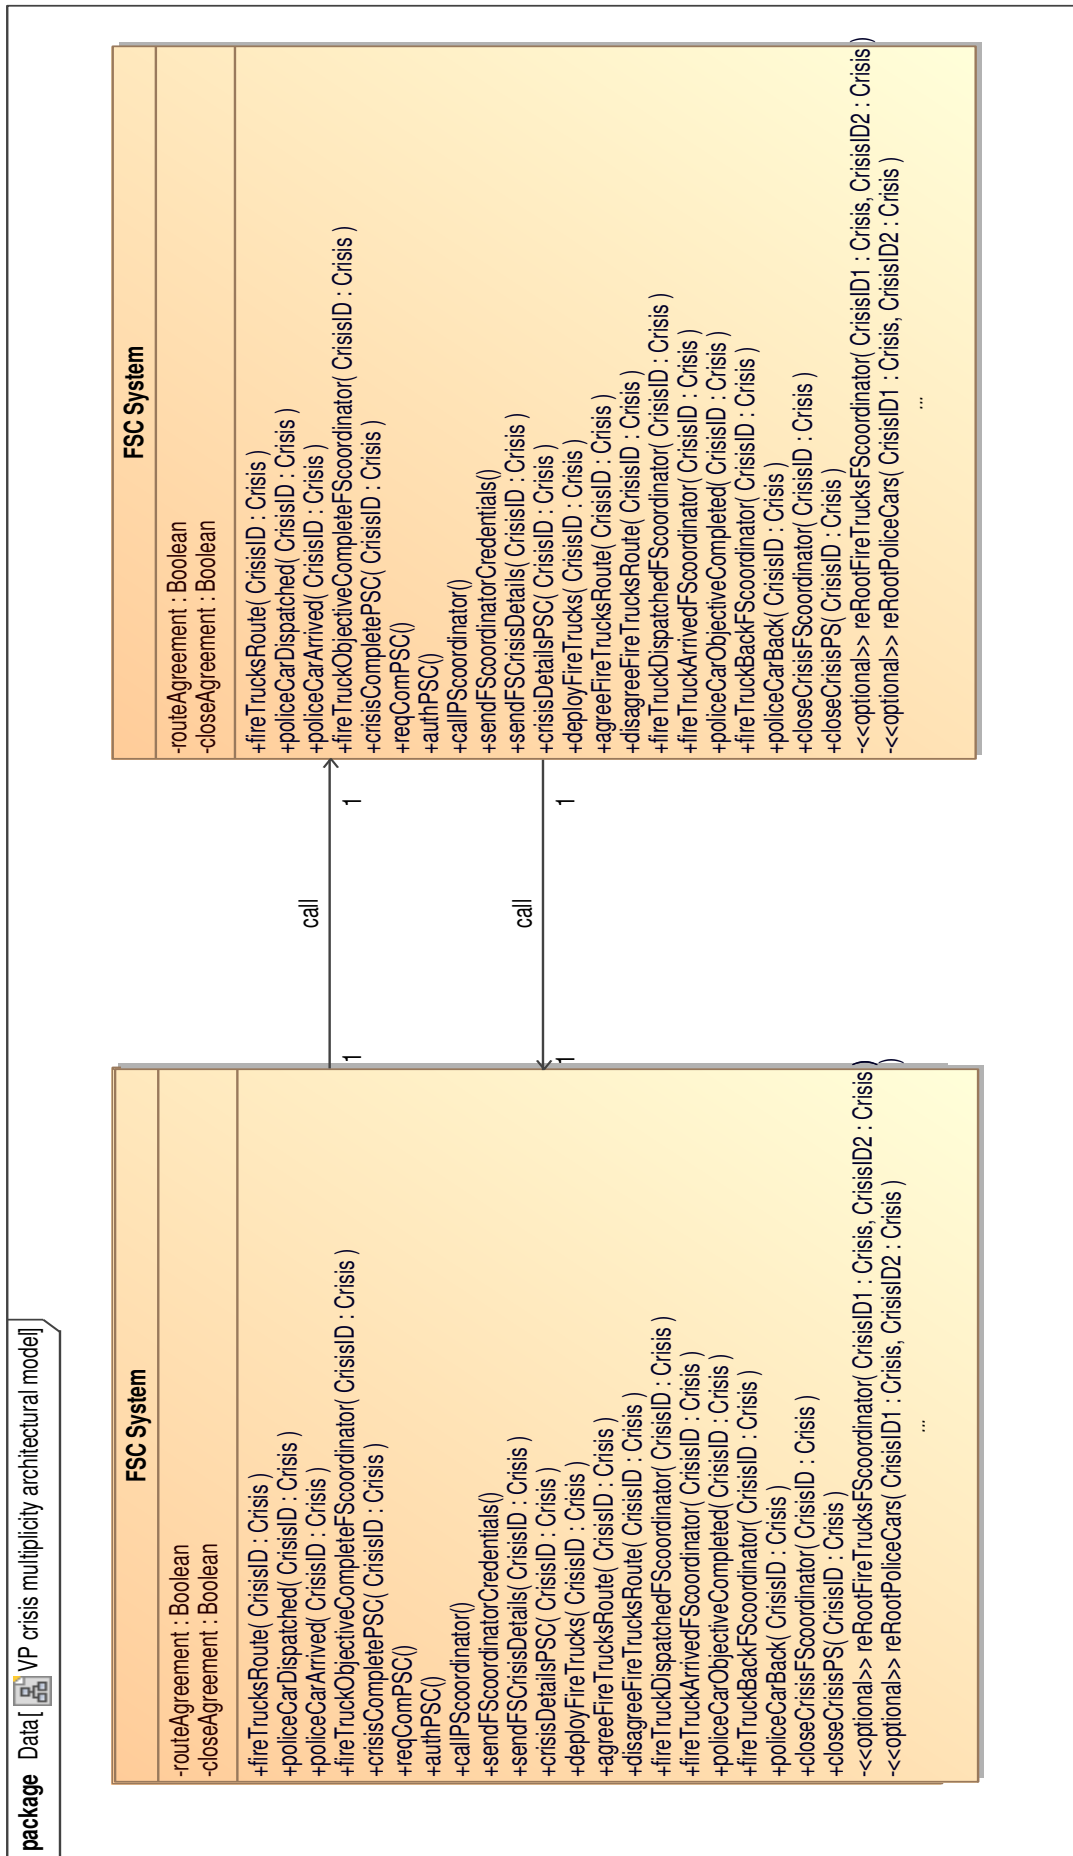 package Data[ VP crisis multiplicity architectural model]
FSC System
-routeAgreement : Boolean
-closeAgreement : Boolean
+fireTrucksRoute( CrisisID : Crisis )
+policeCarDispatched( CrisisID : Crisis )
+policeCarArrived( CrisisID : Crisis )
+fireTruckObjectiveCompleteFScoordinator( CrisisID : Crisis )
+crisisCompletePSC( CrisisID : Crisis )
+reqComPSC()
+authPSC()
+callPScoordinator()
+sendFScoordinatorCredentials()
+sendFSCrisisDetails( CrisisID : Crisis )
+crisisDetailsPSC( CrisisID : Crisis )
+deployFireTrucks( CrisisID : Crisis )
+agreeFireTrucksRoute( CrisisID : Crisis )
+disagreeFireTrucksRoute( CrisisID : Crisis )
+fireTruckDispatchedFScoordinator( CrisisID : Crisis )
+fireTruckArrivedFScoordinator( CrisisID : Crisis )
+policeCarObjectiveCompleted( CrisisID : Crisis )
+fireTruckBackFScoordinator( CrisisID : Crisis )
+policeCarBack( CrisisID : Crisis )
+closeCrisisFScoordinator( CrisisID : Crisis )
+closeCrisisPS( CrisisID : Crisis )
-<<optional>> reRootFireTrucksFScoordinator( CrisisID1 : Crisis, CrisisID2 : Crisis )
-<<optional>> reRootPoliceCars( CrisisID1 : Crisis, CrisisID2 : Crisis )
)
...
1
call
1
1
call
1
FSC System
-routeAgreement : Boolean
-closeAgreement : Boolean
+fireTrucksRoute( CrisisID : Crisis )
+policeCarDispatched( CrisisID : Crisis )
+policeCarArrived( CrisisID : Crisis )
+fireTruckObjectiveCompleteFScoordinator( CrisisID : Crisis )
+crisisCompletePSC( CrisisID : Crisis )
+reqComPSC()
+authPSC()
+callPScoordinator()
+sendFScoordinatorCredentials()
+sendFSCrisisDetails( CrisisID : Crisis )
+crisisDetailsPSC( CrisisID : Crisis )
+deployFireTrucks( CrisisID : Crisis )
+agreeFireTrucksRoute( CrisisID : Crisis )
+disagreeFireTrucksRoute( CrisisID : Crisis )
+fireTruckDispatchedFScoordinator( CrisisID : Crisis )
+fireTruckArrivedFScoordinator( CrisisID : Crisis )
+policeCarObjectiveCompleted( CrisisID : Crisis )
+fireTruckBackFScoordinator( CrisisID : Crisis )
+policeCarBack( CrisisID : Crisis )
+closeCrisisFScoordinator( CrisisID : Crisis )
+closeCrisisPS( CrisisID : Crisis )
-<<optional>> reRootFireTrucksFScoordinator( CrisisID1 : Crisis, CrisisID2 : Crisis )
-<<optional>> reRootPoliceCars( CrisisID1 : Crisis, CrisisID2 : Crisis )
...